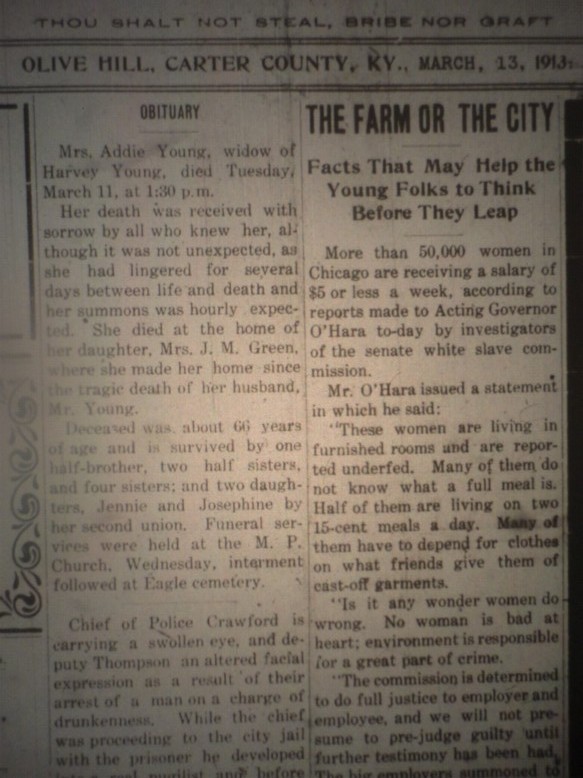 THOU SHALT NOT STEAL, BRIBE NOR GRAFT
OLIVE HILL, CARTER COUNTY, KY., MARCH, 13, 1913.
OBITUARY
Mrs. Addie Young, widow of
Harvey Young, died Tuesday,
March 11, at 1:30 p.m.
Her death was received with
sorrow by all who knew her, al-
though it was not unexpected, as
she had lingered for several
days between life and death and
her summons was hourly expec-
ted. She died at the home of
her daughter, Mrs. J. M. Green,
where she made her home since
the tragic death of her husband,
Mr. Young.
Deceased was about 66 years
of age and is survived by one
half-brother, two half sisters,
and four sisters; and two daugh-
ters, Jennie and Josephine by
her second union. Funeral ser-
vices were held at the M. P.
Church, Wednesday, interment
followed at Eagle cemetery.
Chief of Police Crawford is
carrying a swollen eye, and de-
puty Thompson an altered facial
expression as a result of their
arrest of a man on a charge of
drunkenness. While the chief
was proceeding to the city jail
with the prisoner he developed
into a real pugilist and before
THE FARM OR THE CITY
Facts That May Help the
Young Folks to Think
Before They Leap
More than 50,000 women in
Chicago are receiving a salary of
$5 or less a week, according to
reports made to Acting Governor
O'Hara to-day by investigators
of the senate white slave com-
mission.
Mr. O'Hara issued a statement
in which he said:
"These women are living in
furnished rooms and are repor-
ted underfed. Many of them do
not know what a full meal is.
Half of them are living on two
15-cent meals a day. Many of
them have to depend for clothes
on what friends give them of
cast-off garments.
"Is it any wonder women do
wrong. No woman is bad at
heart; environment is responsible
for a great part of crime.
"The commission is determined
to do full justice to employer and
employee, and we will not pre-
sume to pre-judge guilty until
further testimony has been had.
The big employers summoned to